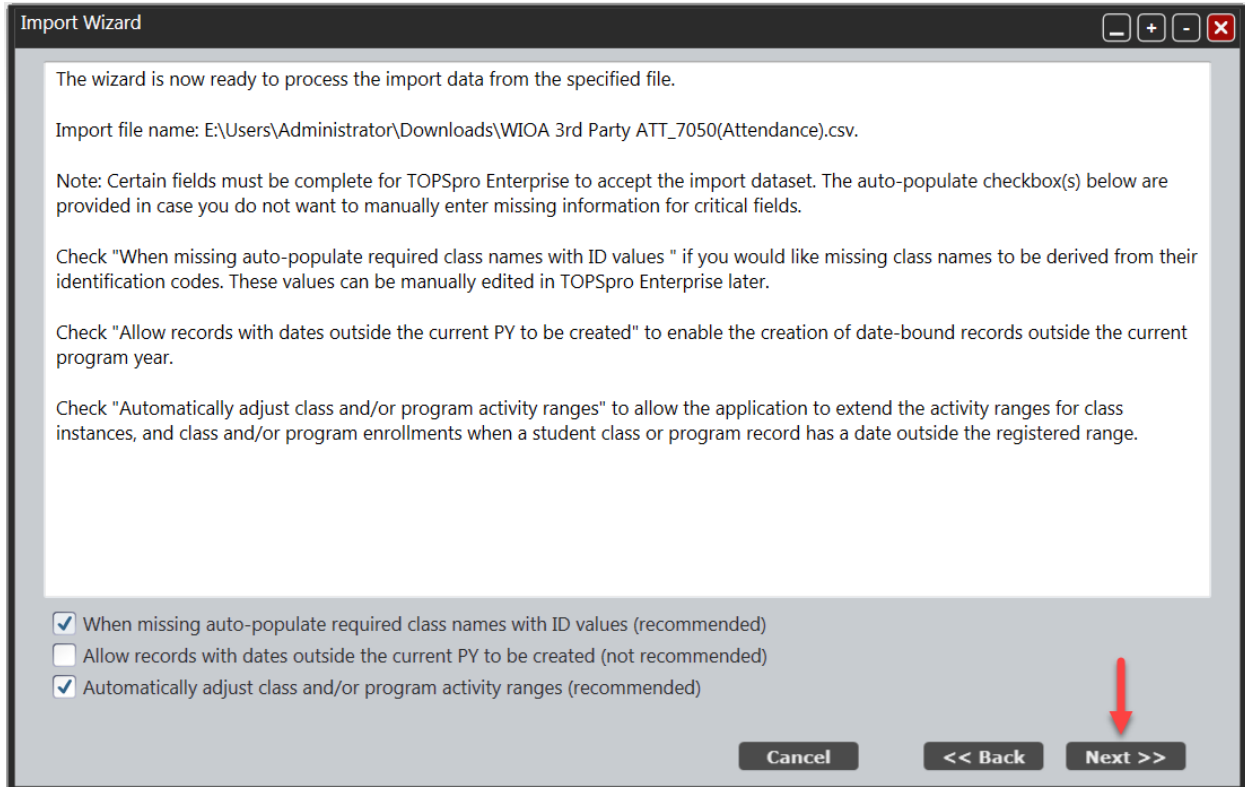 Import Wizard
The wizard is now ready to process the import data from the specified file.
Import file name: E:\Users\Administrator\Downloads\WIOA 3rd Party ATT_7050(Attendance).csv.
Note: Certain fields must be complete for TOPSpro Enterprise to accept the import dataset. The auto-populate checkbox(s) below are
provided in case you do not want to manually enter missing information for critical fields.
Check "When missing auto-populate required class names with ID values " if you would like missing class names to be derived from their
identification codes. These values can be manually edited in TOPSpro Enterprise later.
Check "Allow records with dates outside the current PY to be created" to enable the creation of date-bound records outside the current
program year.
Check "Automatically adjust class and/or program activity ranges" to allow the application to extend the activity ranges for class
instances, and class and/or program enrollments when a student class or program record has a date outside the registered range.
When missing auto-populate required class names with ID values (recommended)
Allow records with dates outside the current PY to be created (not recommended)
Automatically adjust class and/or program activity ranges (recommended)
Cancel << Back Next >>